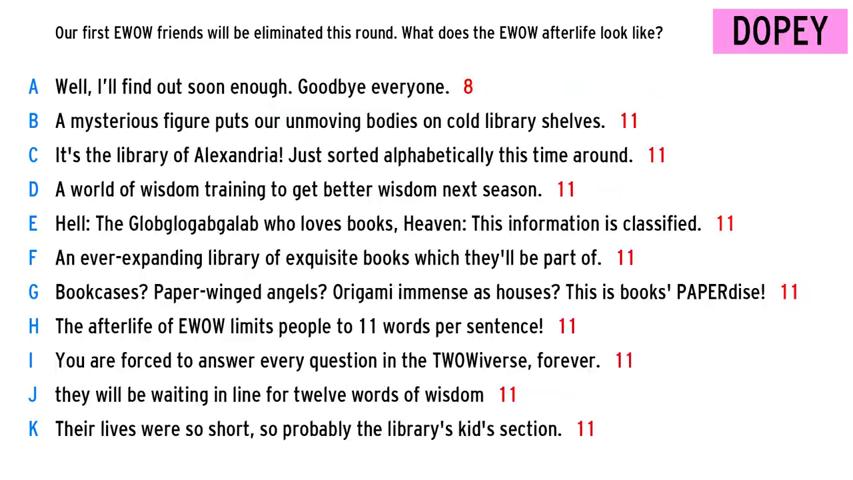 Our first EWOW friends will be eliminated this round. What does the EWOW afterlife look like?
DOPEY
A Well, I'll find out soon enough. Goodbye everyone. 8
B A mysterious figure puts our unmoving bodies on cold library shelves. 11
C It's the library of Alexandria! Just sorted alphabetically this time around. 11
D A world of wisdom training to get better wisdom next season. 11
E Hell: The Globglogabgalab who loves books, Heaven: This information is classified. 11
F An ever-expanding library of exquisite books which they'll be part of. 11
G Bookcases? Paper-winged angels? Origami immense as houses? This is books' PAPERdise! 11
H The afterlife of EWOW limits people to 11 words per sentence! 11
I You are forced to answer every question in the TWOWiverse, forever. 11
J they will be waiting in line for twelve words of wisdom 11
K Their lives were so short, so probably the library's kid's section. 11